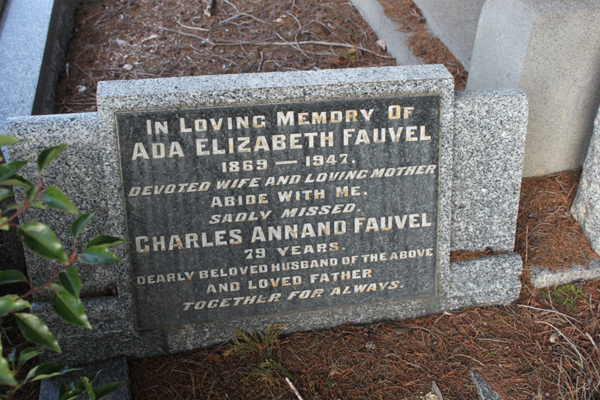 IN LOVING MEMORY OF
ADA ELIZABETH FAUVEL
1869 — 1947.
DEVOTED WIFE AND LOVING MOTHER
ABIDE WITH ME.
SADLY MISSED.
CHARLES ANNAND FAUVEL
79 YEARS.
DEARLY BELOVED HUSBAND OF THE ABOVE
AND LOVED FATHER
TOGETHER FOR ALWAYS.